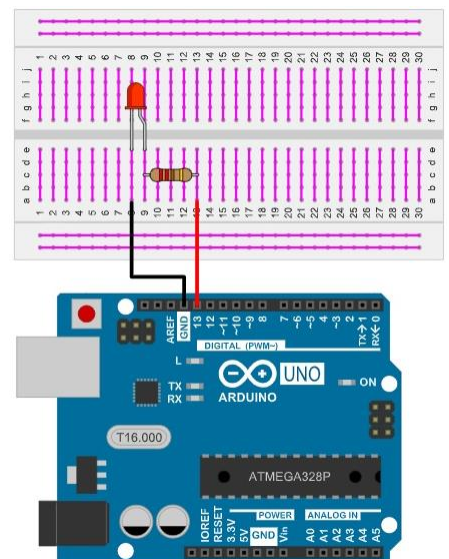 1 2 3 4 5 6 7 8 9 10 11 12 13 14 15 16 17 18 19 20 21 22 23 24 25 26 27 28 29 30
j j
i i
h h
g g
f f
e e
d d
c c
b b
a a
1 2 3 4 5 6 7 8 9 10 11 12 13 14 15 16 17 18 19 20 21 22 23 24 25 26 27 28 29 30
AREF GND 13 12 ~11 ~10 ~9 8 7 ~6 ~5 4 ~3 2 TX→1 RX←0
DIGITAL (PWM~)
L
TX
RX
UNO
ARDUINO
ON
T16.000
ATMEGA328P
POWER ANALOG IN
IOREF RESET 3.3V 5V GND Vin A0 A1 A2 A3 A4 A5